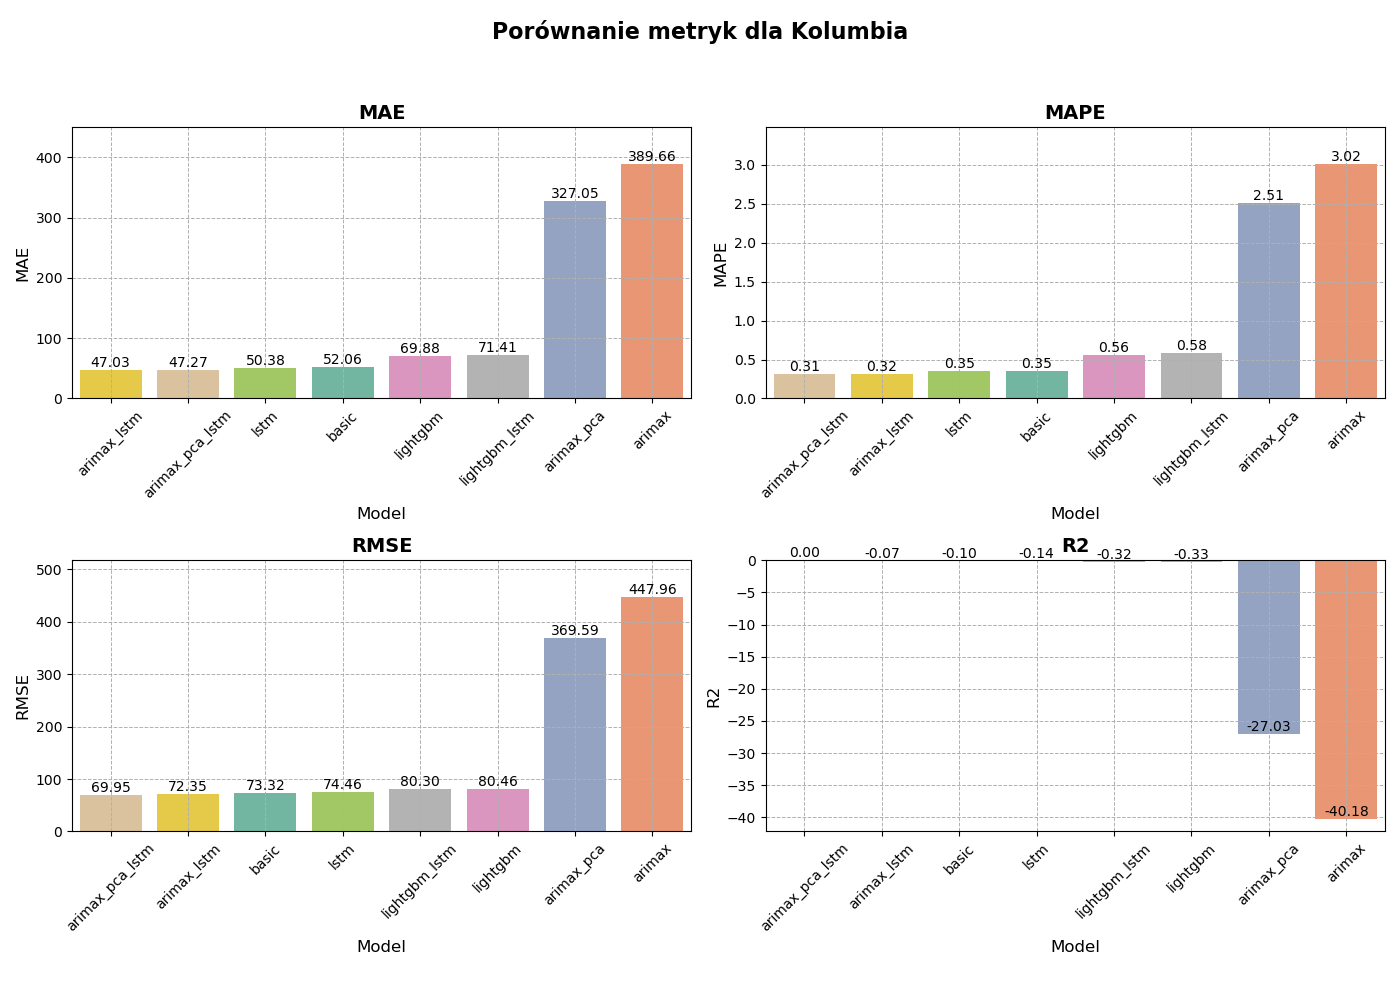 Porównanie metryk dla Kolumbia
MAE
MAE
400
300
200
100
0
47.03
47.27
50.38
52.06
69.88
71.41
327.05
389.66
arimax_lstm
arimax_pca_lstm
lstm
basic
lightgbm
lightgbm_lstm
arimax_pca
arimax
Model
MAPE
MAPE
3.0
2.5
2.0
1.5
1.0
0.5
0.0
0.31
0.32
0.35
0.35
0.56
0.58
2.51
3.02
arimax_pca_lstm
arimax_lstm
lstm
basic
lightgbm
lightgbm_lstm
arimax_pca
arimax
Model
RMSE
RMSE
500
400
300
200
100
0
69.95
72.35
73.32
74.46
80.30
80.46
369.59
447.96
arimax_pca_lstm
arimax_lstm
basic
lstm
lightgbm_lstm
lightgbm
arimax_pca
arimax
Model
R2
R2
0
−5
−10
−15
−20
−25
−30
−35
−40
0.00
-0.07
-0.10
-0.14
-0.32
-0.33
-27.03
-40.18
arimax_pca_lstm
arimax_lstm
basic
lstm
lightgbm_lstm
lightgbm
arimax_pca
arimax
Model